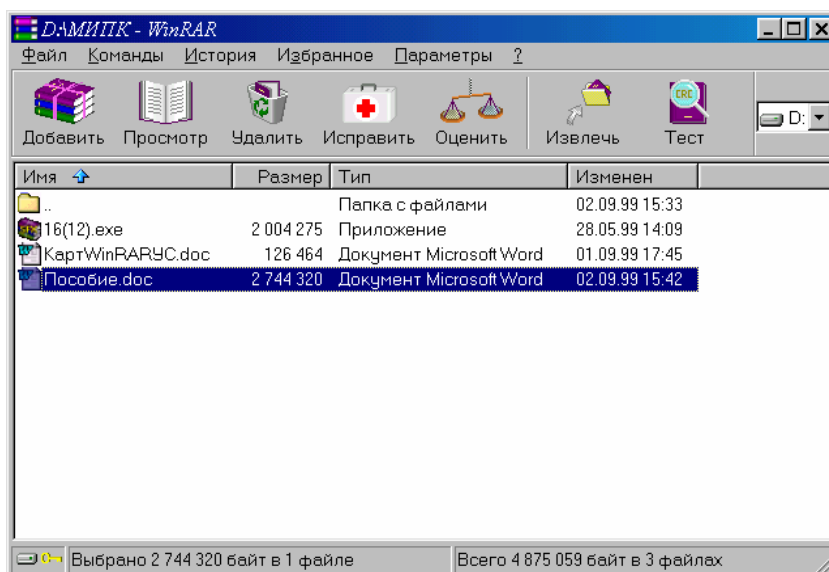 D:\МИПК - WinRAR
Файл Команды История Избранное Параметры ?
Добавить Просмотр Удалить Исправить Оценить Извлечь Тест D:
CRC
Имя Размер Тип Изменен
.. Папка с файлами 02.09.99 15:33
16(12).exe 2 004 275 Приложение 28.05.99 14:09
КартWinRARУС.doc 126 464 Документ Microsoft Word 01.09.99 17:45
Пособие.doc 2 744 320 Документ Microsoft Word 02.09.99 15:42
Выбрано 2 744 320 байт в 1 файле Всего 4 875 059 байт в 3 файлах